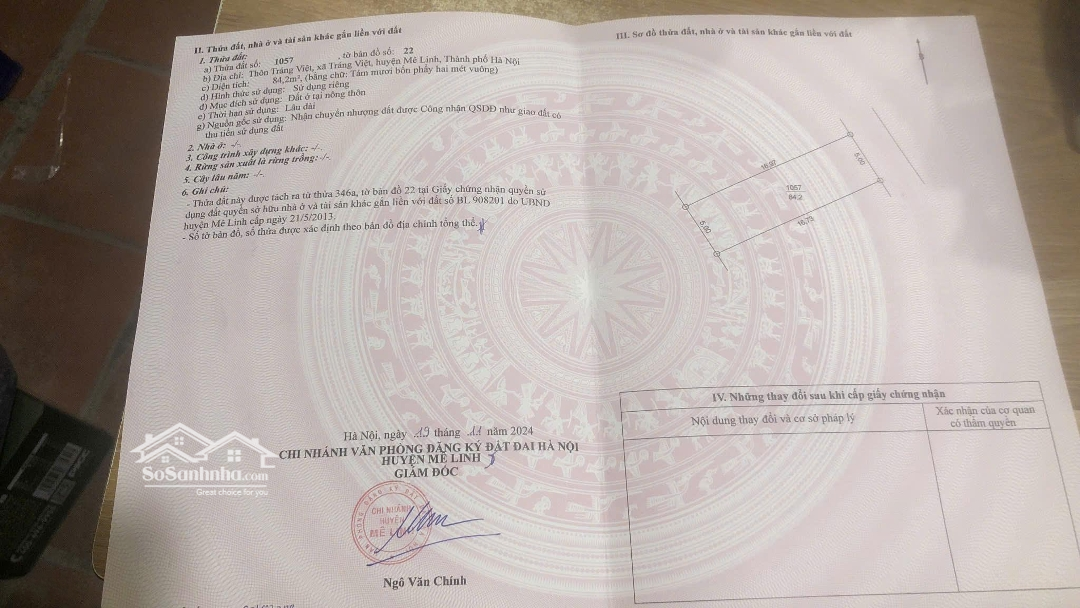 II. Thửa đất, nhà ở và tài sản khác gắn liền với đất
1. Thửa đất:
a) Thửa đất số: 1057 , tờ bản đồ số: 22
b) Địa chỉ: Thôn Tráng Việt, xã Tráng Việt, huyện Mê Linh, Thành phố Hà Nội
c) Diện tích: 84,2m², (bằng chữ: Tám mươi bốn phẩy hai mét vuông)
d) Hình thức sử dụng: Sử dụng riêng
đ) Mục đích sử dụng: Đất ở tại nông thôn
e) Thời hạn sử dụng: Lâu dài
g) Nguồn gốc sử dụng: Nhận chuyển nhượng đất được Công nhận QSDĐ như giao đất có
thu tiền sử dụng đất
2. Nhà ở: -/-.
3. Công trình xây dựng khác: -/-.
4. Rừng sản xuất là rừng trồng: -/-.
5. Cây lâu năm: -/-.
6. Ghi chú:
- Thửa đất này được tách ra từ thửa 346a, tờ bản đồ 22 tại Giấy chứng nhận quyền sử
dụng đất quyền sở hữu nhà ở và tài sản khác gắn liền với đất số BL 908201 do UBND
huyện Mê Linh cấp ngày 21/5/2013.
- Số tờ bản đồ, số thửa được xác định theo bản đồ địa chính tổng thể.
Hà Nội, ngày 19 tháng 11 năm 2024
CHI NHÁNH VĂN PHÒNG ĐĂNG KÝ ĐẤT ĐAI HÀ NỘI
HUYỆN MÊ LINH
GIÁM ĐỐC
CHI NHÁNH
HUYỆN
MÊ LINH
Ngô Văn Chính
SoSanhnha.com
Great choice for you
III. Sơ đồ thửa đất, nhà ở và tài sản khác gắn liền với đất
16,92
5,00
1057
84,2
5,00
16,73
IV. Những thay đổi sau khi cấp giấy chứng nhận
Nội dung thay đổi và cơ sở pháp lý
Xác nhận của cơ quan
có thẩm quyền